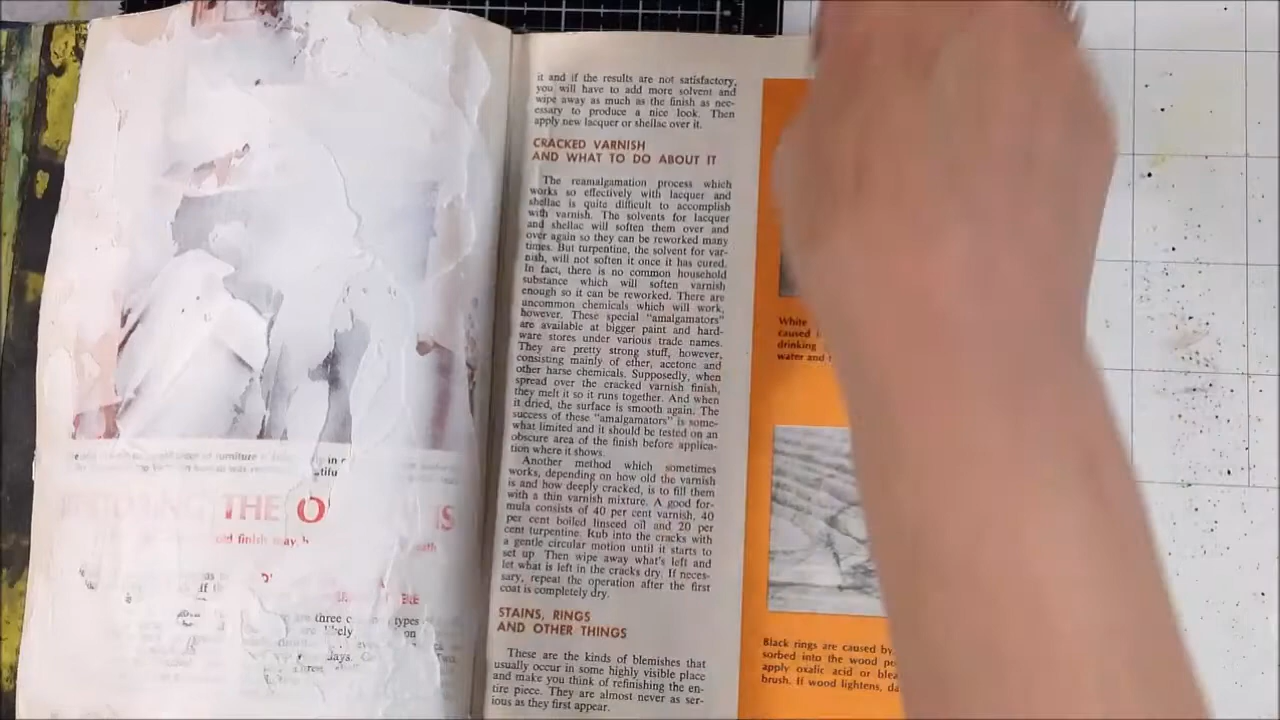 THE O
IS
it and if the results are not satisfactory,
you will have to add more solvent and
wipe away as much as the finish as nec-
essary to produce a nice look. Then
apply new lacquer or shellac over it.
CRACKED VARNISH
AND WHAT TO DO ABOUT IT
The reamalgamation process which
works so effectively with lacquer and
shellac is quite difficult to accomplish
with varnish. The solvents for lacquer
and shellac will soften them over and
over again so they can be reworked many
times. But turpentine, the solvent for var-
nish, will not soften it once it has cured.
In fact, there is no common household
substance which will soften varnish
enough so it can be reworked. There are
uncommon chemicals which will work,
however. These special "amalgamators"
are available at bigger paint and hard-
ware stores under various trade names.
They are pretty strong stuff, however,
consisting mainly of ether, acetone and
other harse chemicals. Supposedly, when
spread over the cracked varnish finish,
they melt it so it runs together. And when
it dried, the surface is smooth again. The
success of these "amalgamators" is some-
what limited and it should be tested on an
obscure area of the finish before applica-
tion where it shows.
Another method which sometimes
works, depending on how old the varnish
is and how deeply cracked, is to fill them
with a thin varnish mixture. A good for-
mula consists of 40 per cent varnish, 40
per cent boiled linseed oil and 20 per
cent turpentine. Rub into the cracks with
a gentle circular motion until it starts to
set up. Then wipe away what's left and
let what is left in the cracks dry. If neces-
sary, repeat the operation after the first
coat is completely dry.
STAINS, RINGS
AND OTHER THINGS
These are the kinds of blemishes that
usually occur in some highly visible place
and make you think of refinishing the en-
tire piece. They are almost never as ser-
ious as they first appear.
White
caused
drinking
water and
Black rings are caused by
sorbed into the wood
apply oxalic acid or
brush. If wood lightens,